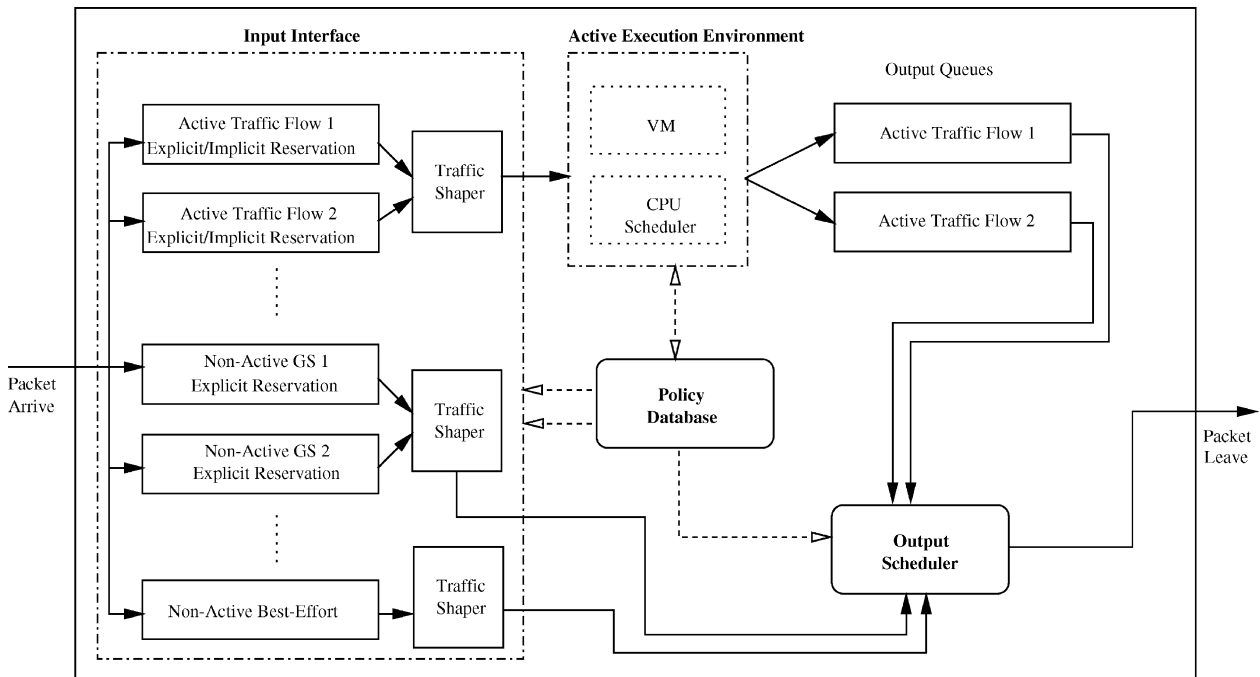 Input Interface
Active Execution Environment
Output Queues
Active Traffic Flow 1
Explicit/Implicit Reservation
Traffic
Shaper
VM
Active Traffic Flow 1
Active Traffic Flow 2
Explicit/Implicit Reservation
CPU
Scheduler
Active Traffic Flow 2
Packet
Arrive
Non-Active GS 1
Explicit Reservation
Traffic
Shaper
Policy
Database
Non-Active GS 2
Explicit Reservation
Packet
Leave
Output
Scheduler
Non-Active Best-Effort
Traffic
Shaper